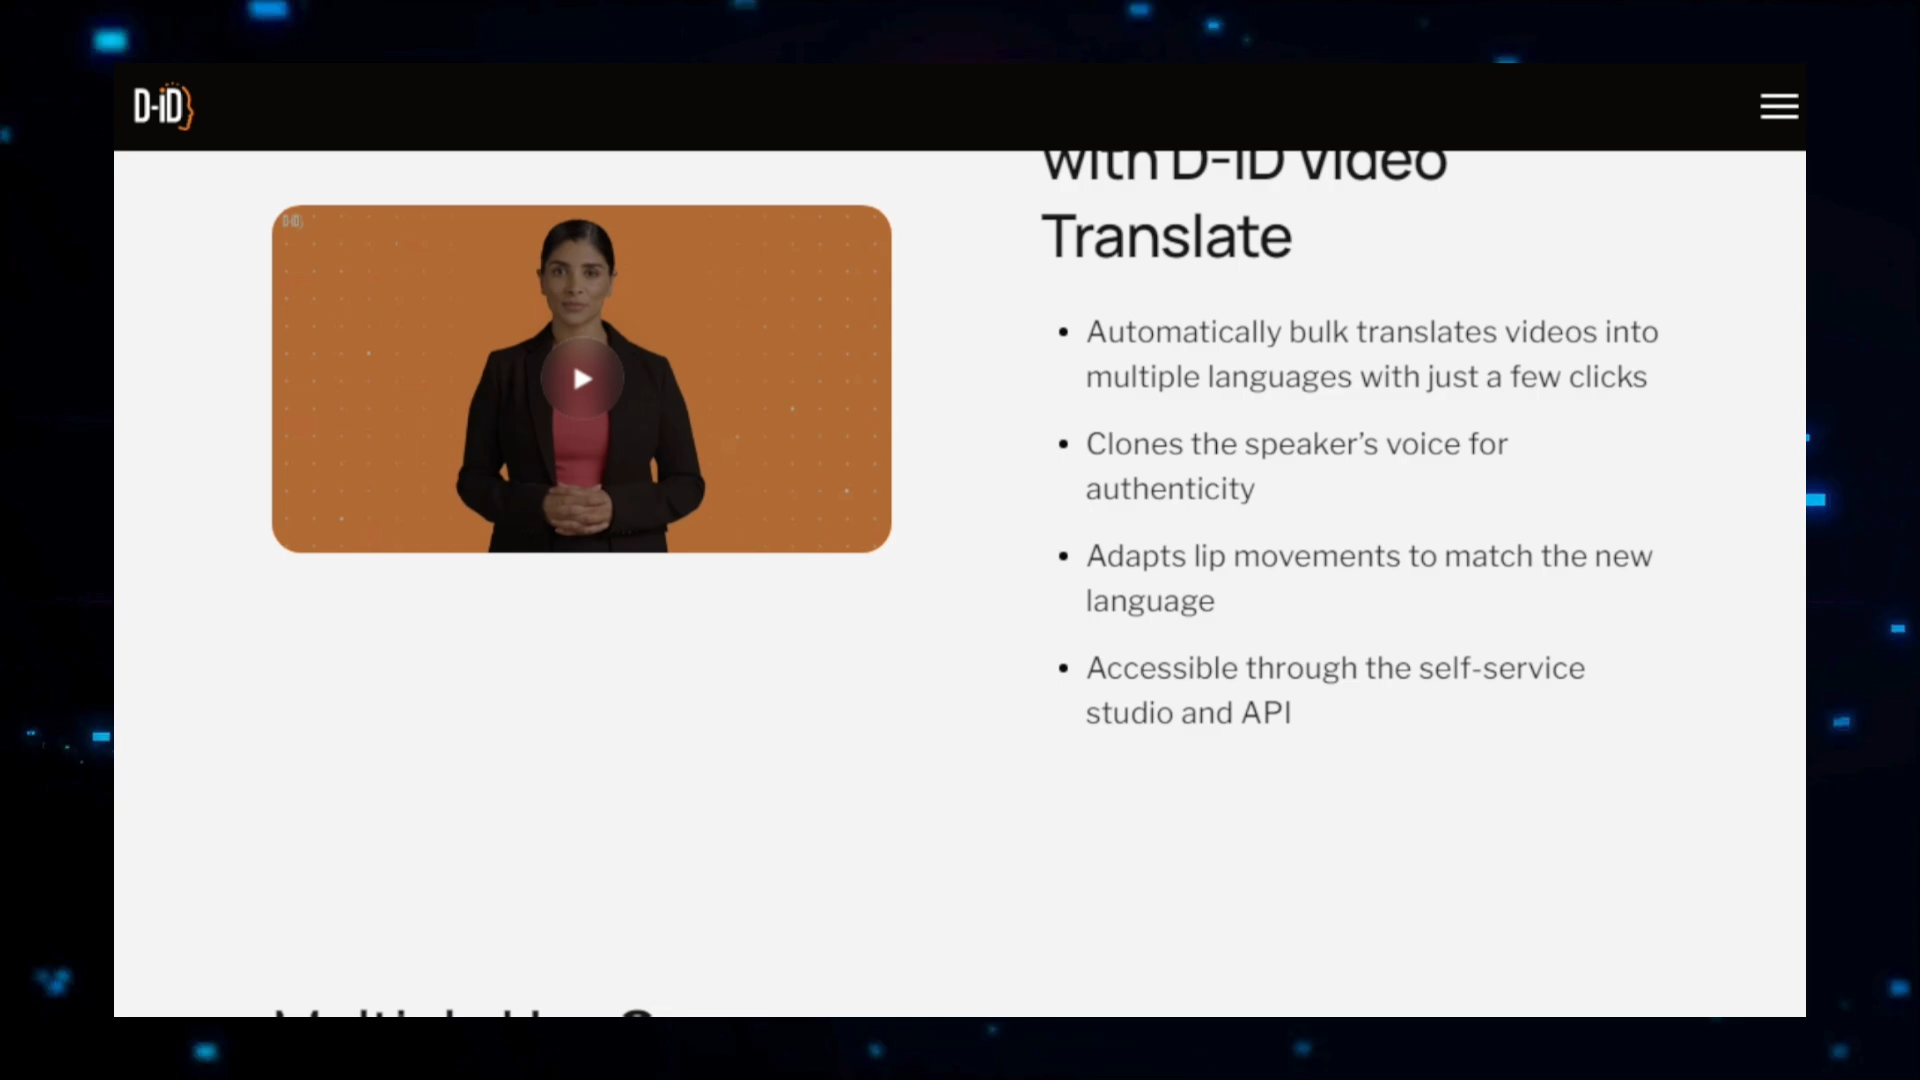 D-iD
with D-ID Video
Translate
D-iD
• Automatically bulk translates videos into
multiple languages with just a few clicks
• Clones the speaker’s voice for
authenticity
• Adapts lip movements to match the new
language
• Accessible through the self-service
studio and API